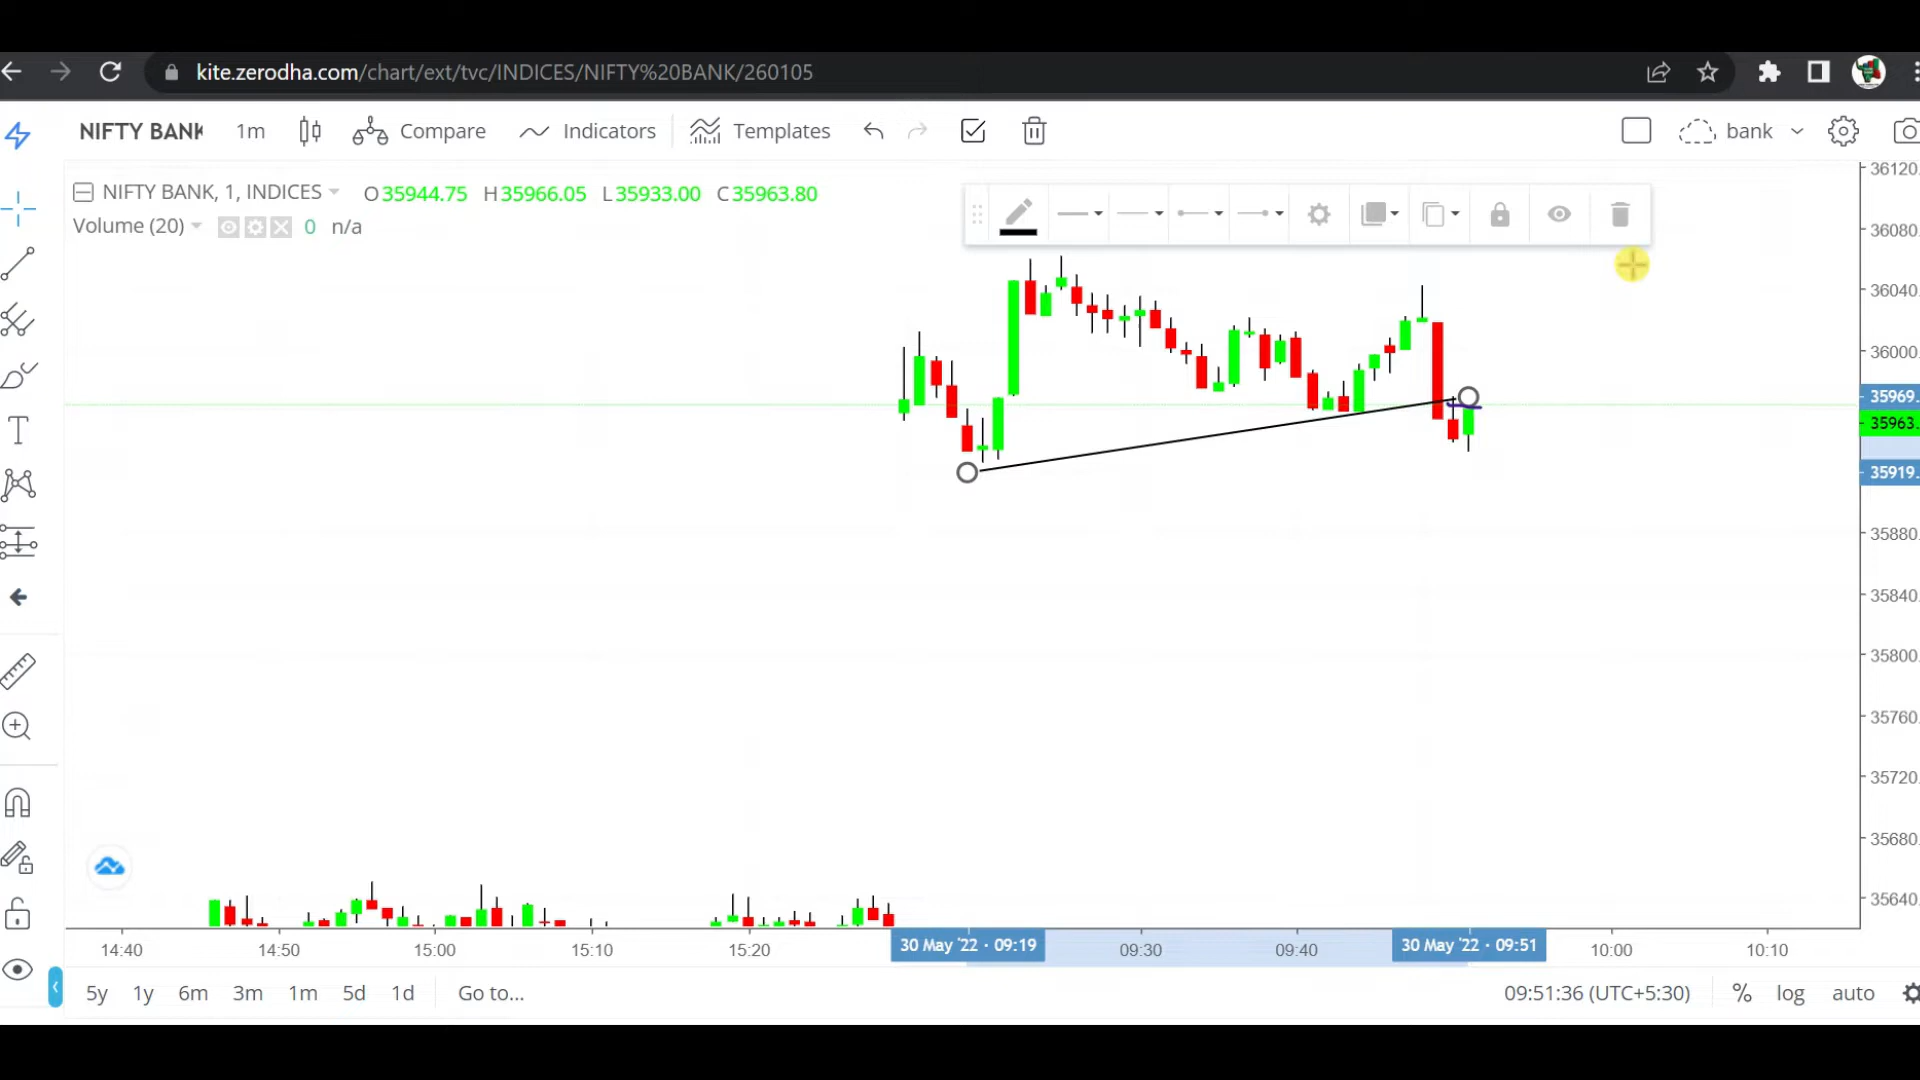 kite.zerodha.com/chart/ext/tvc/INDICES/NIFTY%20BANK/260105
NIFTY BANK 1m Compare Indicators Templates bank
NIFTY BANK, 1, INDICES O35944.75 H35966.05 L35933.00 C35963.80
Volume (20) 0 n/a
36120.
36080.
36040.
36000.
35969.
35963.
35919.
35880.
35840.
35800.
35760.
35720.
35680.
35640.
14:40 14:50 15:00 15:10 15:20 30 May '22 · 09:19 09:30 09:40 30 May '22 · 09:51 10:00 10:10
5y 1y 6m 3m 1m 5d 1d Go to... 09:51:36 (UTC+5:30) % log auto